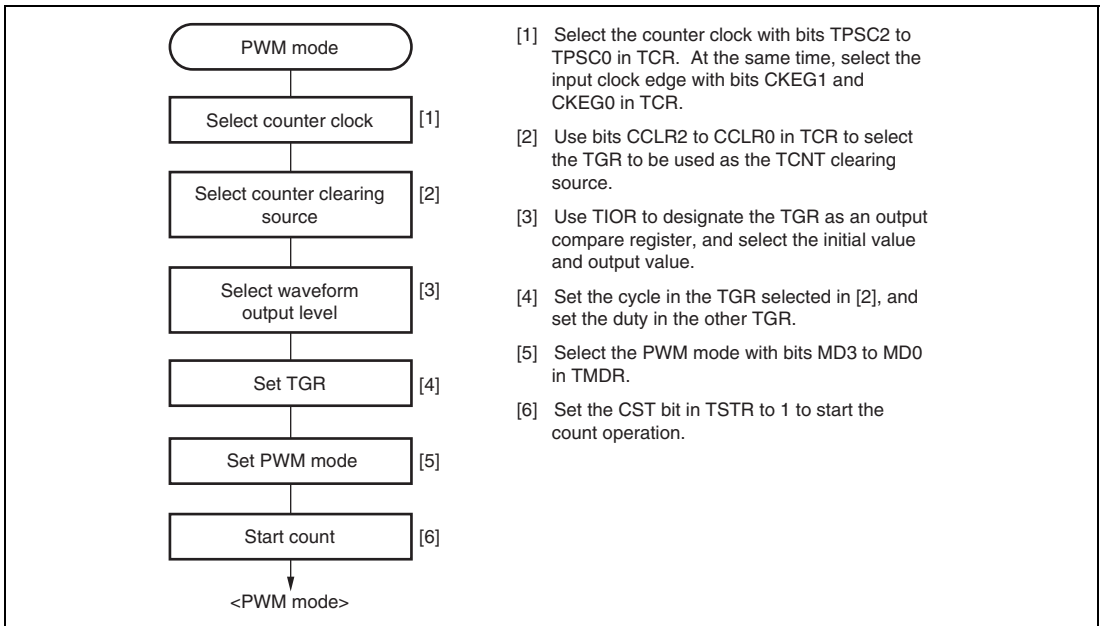 PWM mode
Select counter clock [1]
Select counter clearing
source
[2]
Select waveform
output level
[3]
Set TGR [4]
Set PWM mode [5]
Start count [6]
<PWM mode>
[1] Select the counter clock with bits TPSC2 to
TPSC0 in TCR. At the same time, select the
input clock edge with bits CKEG1 and
CKEG0 in TCR.
[2] Use bits CCLR2 to CCLR0 in TCR to select
the TGR to be used as the TCNT clearing
source.
[3] Use TIOR to designate the TGR as an output
compare register, and select the initial value
and output value.
[4] Set the cycle in the TGR selected in [2], and
set the duty in the other TGR.
[5] Select the PWM mode with bits MD3 to MD0
in TMDR.
[6] Set the CST bit in TSTR to 1 to start the
count operation.